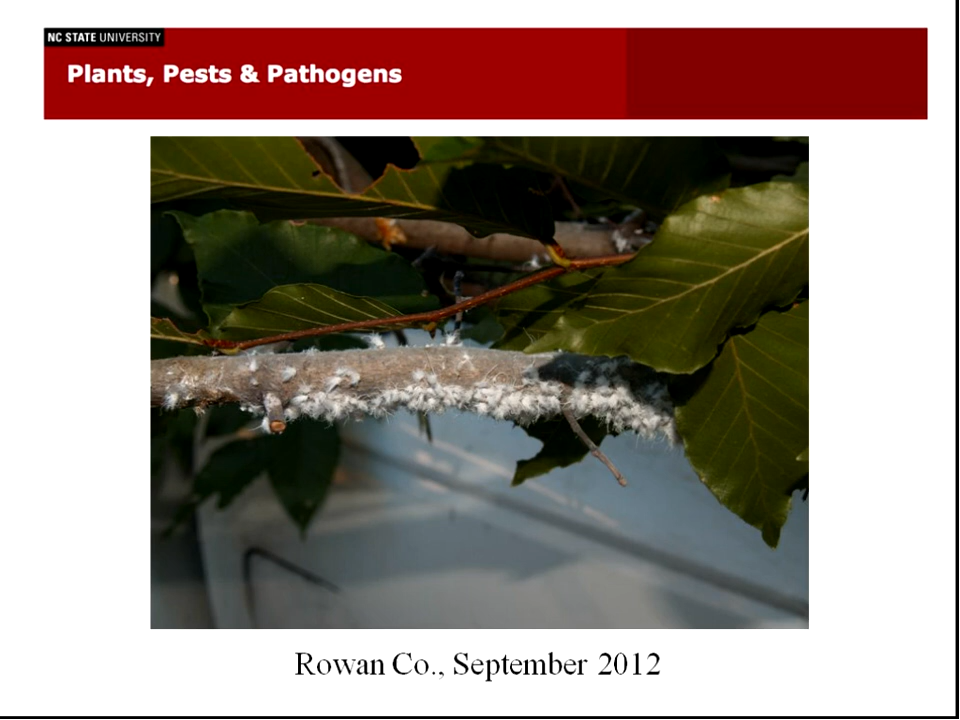 NC STATE UNIVERSITY
Plants, Pests & Pathogens
Rowan Co., September 2012